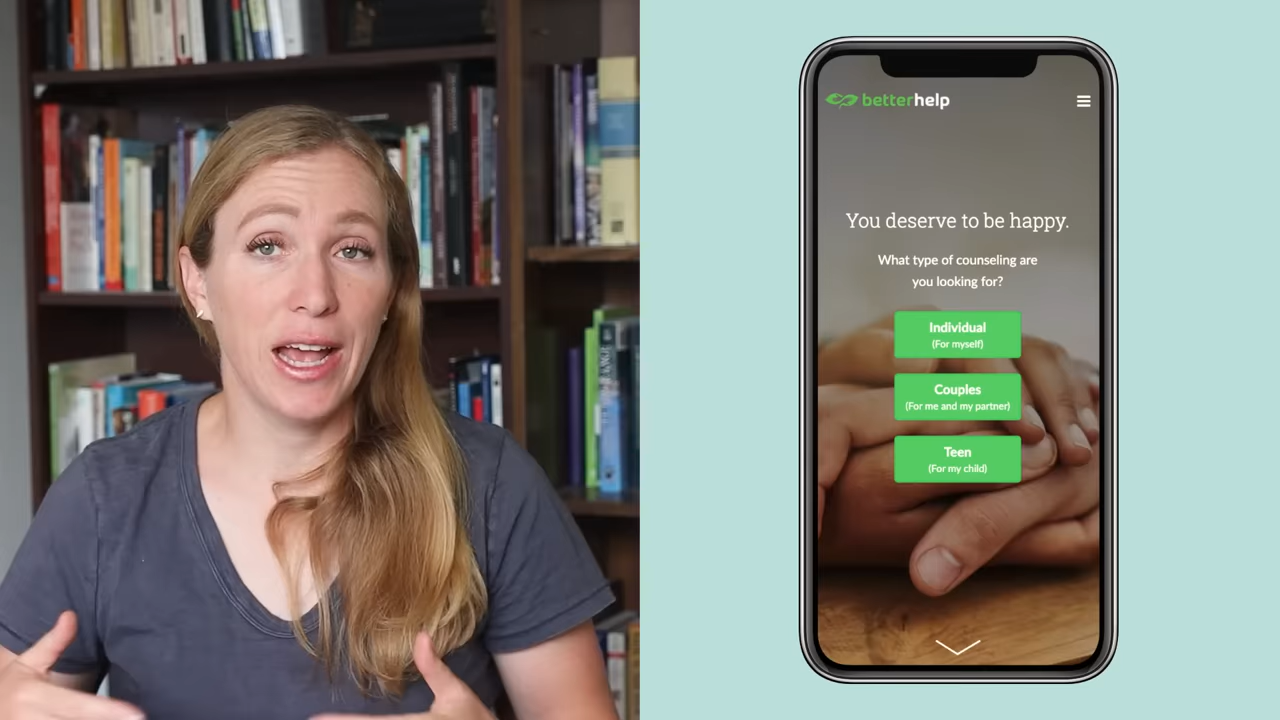 betterhelp
You deserve to be happy.
What type of counseling are
you looking for?
Individual
(For myself)
Couples
(For me and my partner)
Teen
(For my child)